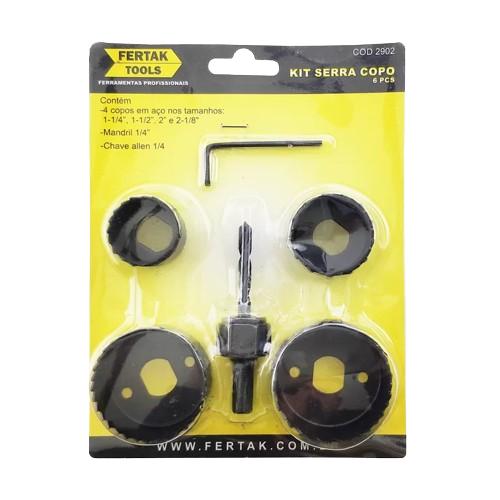 FERTAK
TOOLS
FERRAMENTAS PROFISSIONAIS
COD 2902
KIT SERRA COPO
6 PCS
Contém
-4 copos em aço nos tamanhos:
1-1/4", 1-1/2". 2" e 2-1/8"
-Mandril 1/4"
-Chave allen 1/4
WWW.FERTAK.COM.